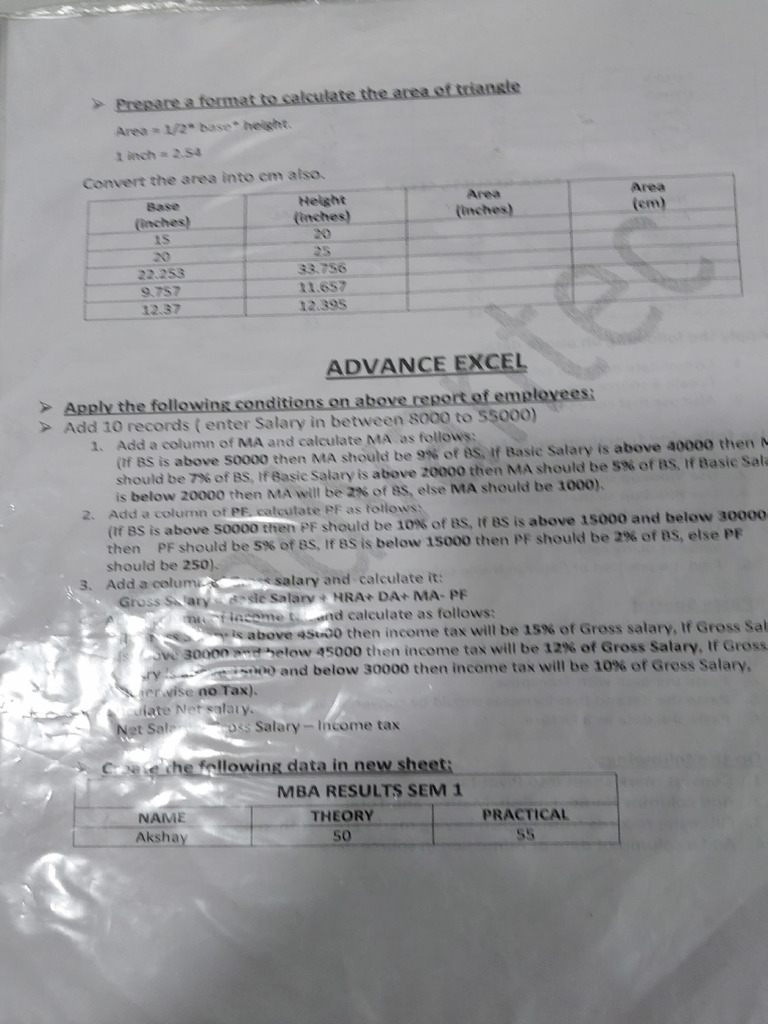 ➢ Prepare a format to calculate the area of triangle
Area = 1/2* base* height.
1 inch = 2.54
Convert the area into cm also.
Base (inches) Height (inches) Area (inches) Area (cm)
15 20
20 25
22.253 33.756
9.757 11.657
12.37 12.395
ADVANCE EXCEL
➢ Apply the following conditions on above report of employees:
➢ Add 10 records ( enter Salary in between 8000 to 55000)
1. Add a column of MA and calculate MA as follows:
(If BS is above 50000 then MA should be 9% of BS, If Basic Salary is above 40000 then
should be 7% of BS, If Basic Salary is above 20000 then MA should be 5% of BS, If Basic
is below 20000 then MA will be 2% of BS, else MA should be 1000).
2. Add a column of PF, calculate PF as follows:
(If BS is above 50000 then PF should be 10% of BS, If BS is above 15000 and below 30000
then PF should be 5% of BS, If BS is below 15000 then PF should be 2% of BS, else PF
should be 250).
3. Add a salary and calculate it:
Gross + HRA+ DA+ MA- PF
and calculate as follows:
is above 45000 then income tax will be 15% of Gross salary, If Gross
30000 and below 45000 then income tax will be 12% of Gross Salary, If Gross
and below 30000 then income tax will be 10% of Gross Salary,
no Tax).
Net salary.
Net Salary – Income tax
➢ the following data in new sheet:
MBA RESULTS SEM 1
NAME THEORY PRACTICAL
Akshay 50 55